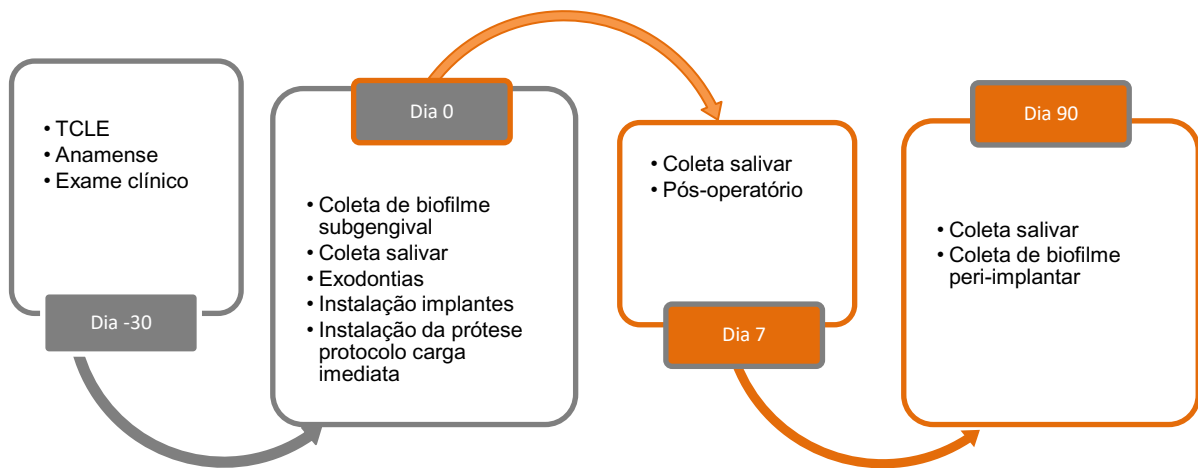 • TCLE
• Anamense
• Exame clínico
Dia -30
Dia 0
• Coleta de biofilme
subgengival
• Coleta salivar
• Exodontias
• Instalação implantes
• Instalação da prótese
protocolo carga
imediata
• Coleta salivar
• Pós-operatório
Dia 7
Dia 90
• Coleta salivar
• Coleta de biofilme
peri-implantar